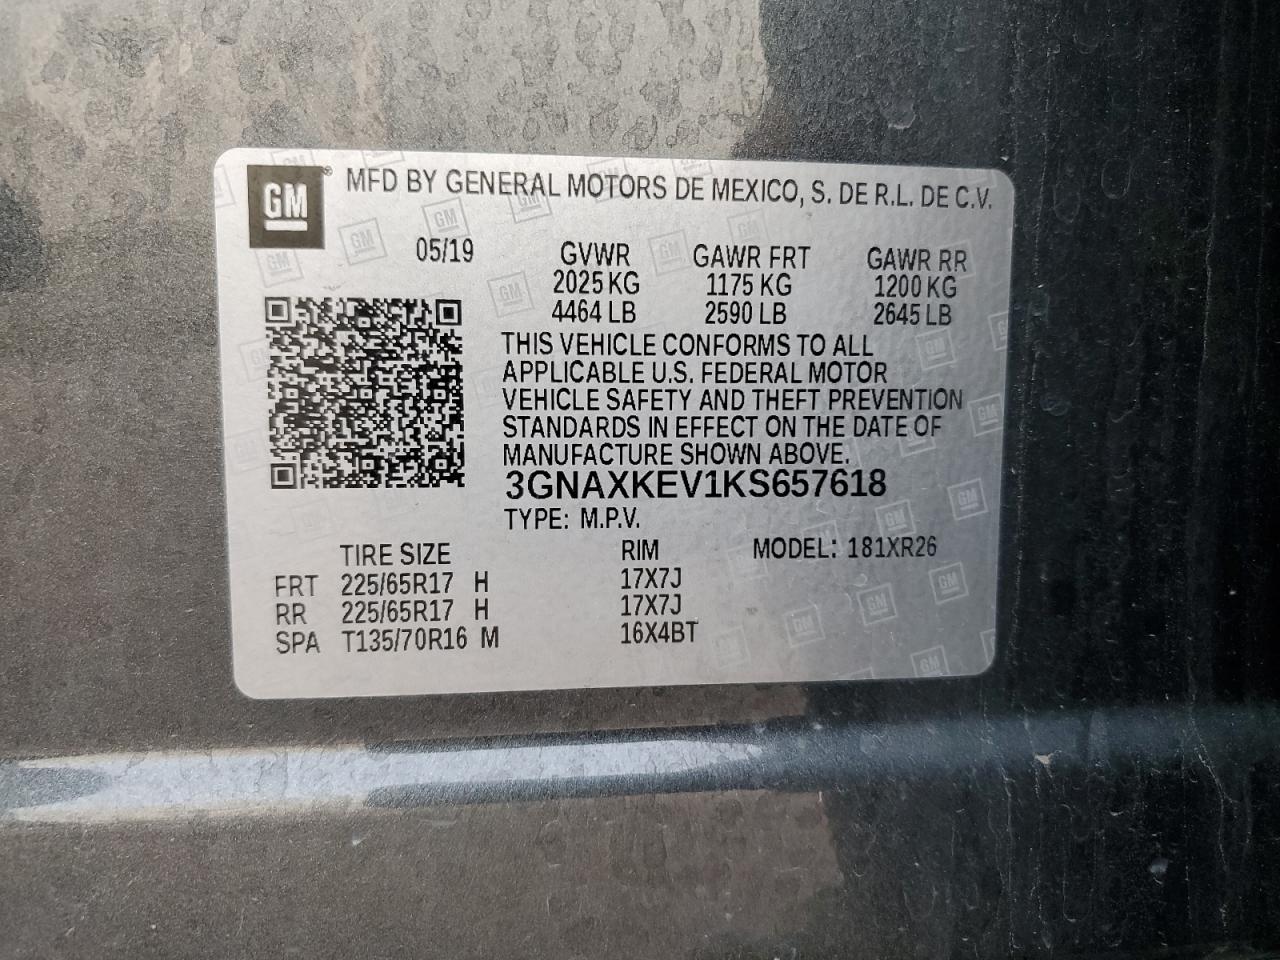 GM
MFD BY GENERAL MOTORS DE MEXICO, S. DE R.L. DE C.V.
05/19 GVWR GAWR FRT GAWR RR
2025 KG 1175 KG 1200 KG
4464 LB 2590 LB 2645 LB
THIS VEHICLE CONFORMS TO ALL
APPLICABLE U.S. FEDERAL MOTOR
VEHICLE SAFETY AND THEFT PREVENTION
STANDARDS IN EFFECT ON THE DATE OF
MANUFACTURE SHOWN ABOVE.
3GNAXKEV1KS657618
TYPE: M.P.V.
TIRE SIZE RIM MODEL: 181XR26
FRT 225/65R17 H 17X7J
RR 225/65R17 H 17X7J
SPA T135/70R16 M 16X4BT